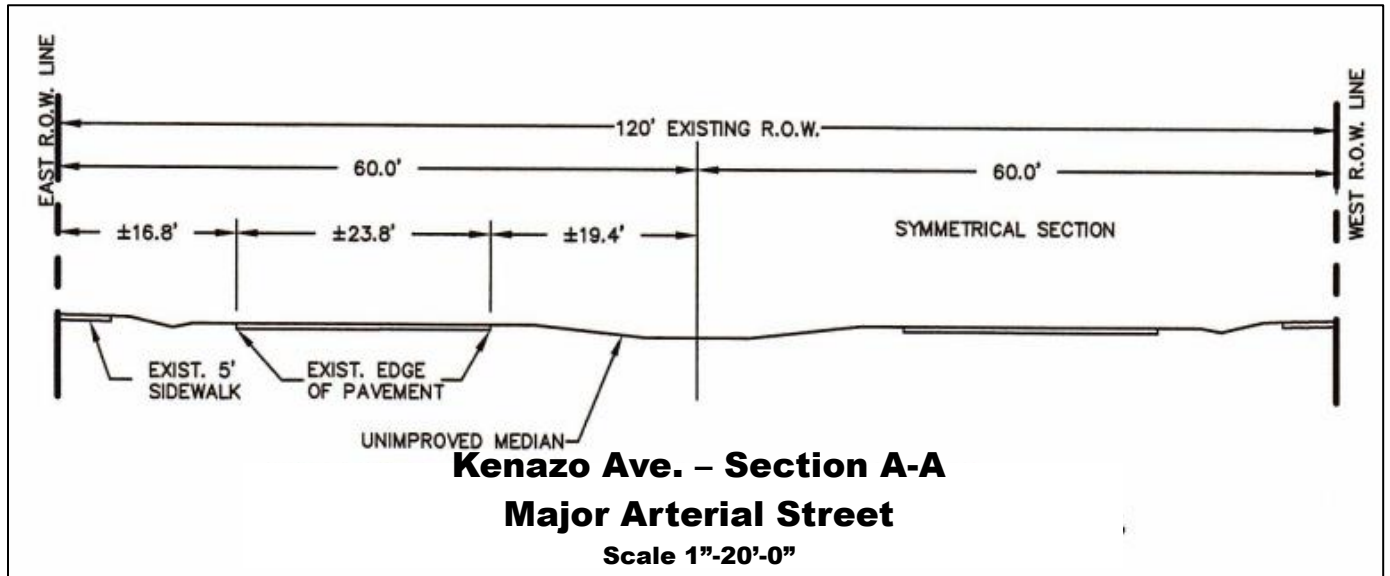 EAST R.O.W. LINE
WEST R.O.W. LINE
120' EXISTING R.O.W.
60.0'
60.0'
±16.8'
±23.8'
±19.4'
SYMMETRICAL SECTION
EXIST. 5'
SIDEWALK
EXIST. EDGE
OF PAVEMENT
UNIMPROVED MEDIAN
Kenazo Ave. – Section A-A
Major Arterial Street
Scale 1”-20’-0”